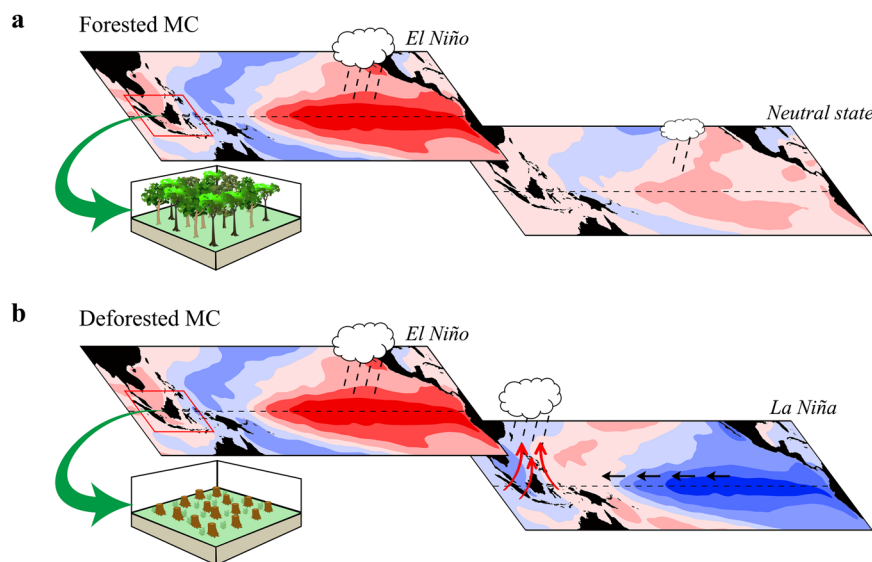 a
Forested MC
El Niño
Neutral state
b
Deforested MC
El Niño
La Niña